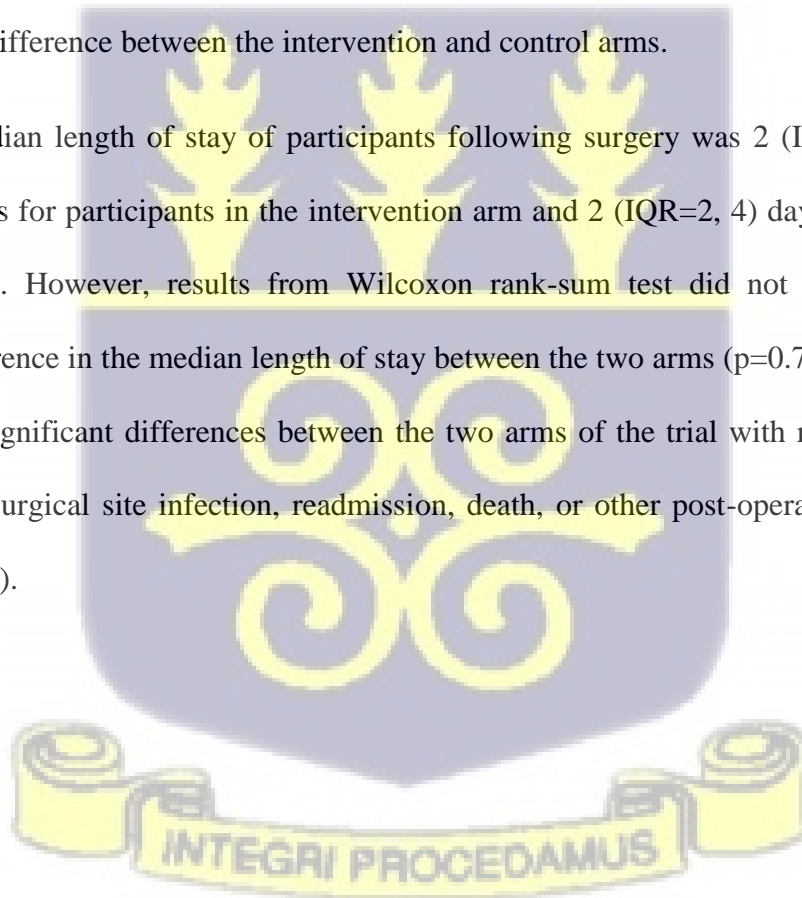 ifference between the intervention and control arms.
dian length of stay of participants following surgery was 2 (I
s for participants in the intervention arm and 2 (IQR=2, 4) day
. However, results from Wilcoxon rank-sum test did not
rence in the median length of stay between the two arms (p=0.7
gnificant differences between the two arms of the trial with
urgical site infection, readmission, death, or other post-opera
).
INTEGRI PROCEDAMUS